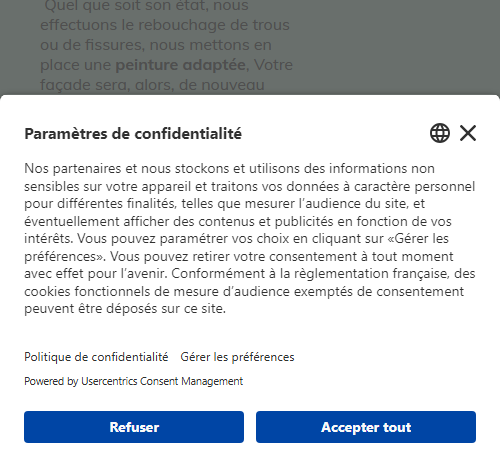 Quel que soit son état, nous
effectuons le rebouchage de trous
ou de fissures, nous mettons en
place une peinture adaptée, Votre
façade sera, alors, de nouveau
Paramètres de confidentialité
Nos partenaires et nous stockons et utilisons des informations non
sensibles sur votre appareil et traitons vos données à caractère personnel
pour différentes finalités, telles que mesurer l’audience du site, et
éventuellement afficher des contenus et publicités en fonction de vos
intérêts. Vous pouvez paramétrer vos choix en cliquant sur «Gérer les
préférences». Vous pouvez retirer votre consentement à tout moment
avec effet pour l’avenir. Conformément à la règlementation française, des
cookies fonctionnels de mesure d’audience exemptés de consentement
peuvent être déposés sur ce site.
Politique de confidentialité Gérer les préférences
Powered by Usercentrics Consent Management
Refuser Accepter tout